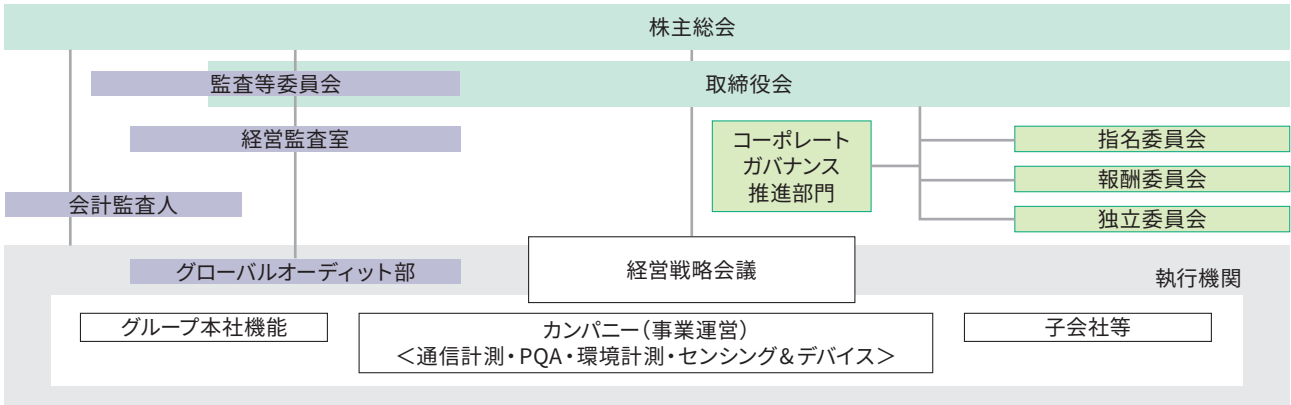 株主総会
監査等委員会
取締役会
経営監査室
コーポレート
ガバナンス
推進部門
指名委員会
報酬委員会
独立委員会
会計監査人
グローバルオーディット部
経営戦略会議
執行機関
グループ本社機能
カンパニー（事業運営）
＜通信計測・PQA・環境計測・センシング＆デバイス＞
子会社等